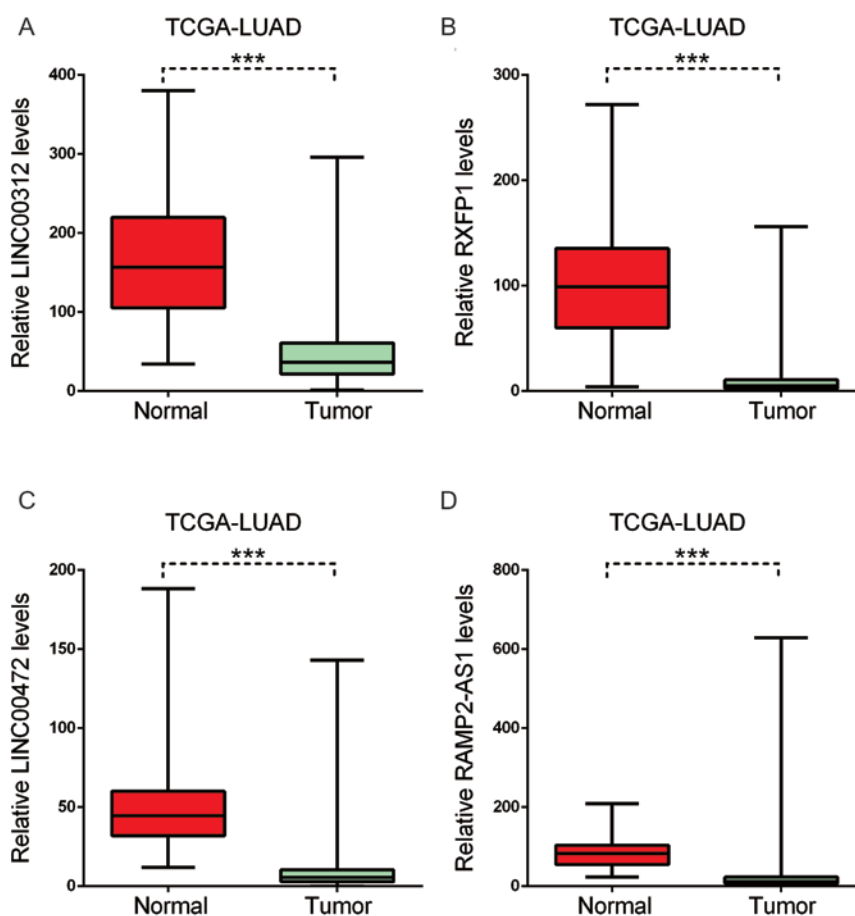 A
TCGA-LUAD
***
Relative LINC00312 levels
400
300
200
100
0
Normal Tumor
B
TCGA-LUAD
***
Relative RXFP1 levels
300
200
100
0
Normal Tumor
C
TCGA-LUAD
***
Relative LINC00472 levels
200
150
100
50
0
Normal Tumor
D
TCGA-LUAD
***
Relative RAMP2-AS1 levels
800
600
400
200
0
Normal Tumor